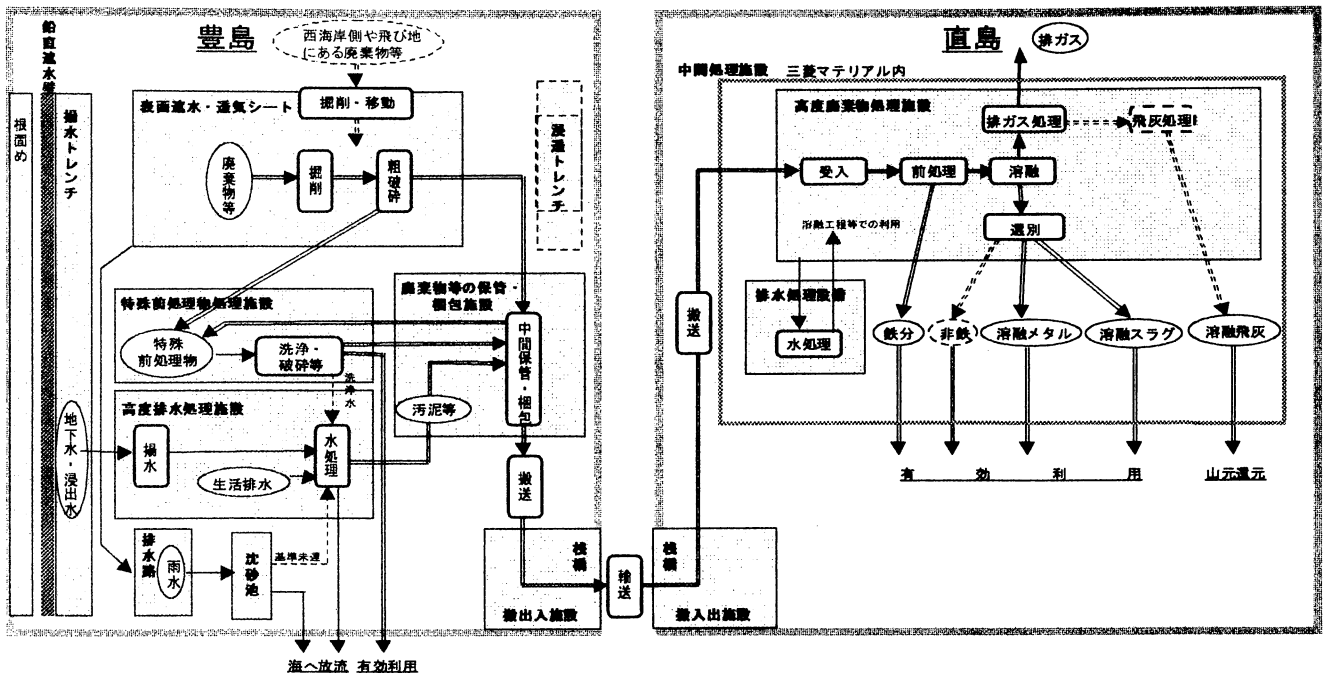 豊島
西海岸側や飛び地
にある廃棄物等
鉛直遮水壁
根固め
揚水トレンチ
表面遮水・通気シート
掘削・移動
廃棄物等
掘削
粗破砕
浸透トレンチ
特殊前処理物処理施設
特殊
前処理物
洗浄・
破砕等
洗浄水
廃棄物等の保管・
梱包施設
中間保管・梱包
汚泥等
高度排水処理施設
地下水・浸出水
揚水
生活排水
水処理
搬送
排水路
雨水
沈砂池
基準未達
桟橋
搬出入施設
海へ放流
有効利用
輸送
直島
排ガス
中間処理施設
三菱マテリアル内
高度廃棄物処理施設
排ガス処理
飛灰処理
受入
前処理
溶融
選別
溶融工程等での利用
排水処理設備
水処理
搬送
鉄分
非鉄
溶融メタル
溶融スラグ
溶融飛灰
有効利用
山元還元
桟橋
搬入出施設